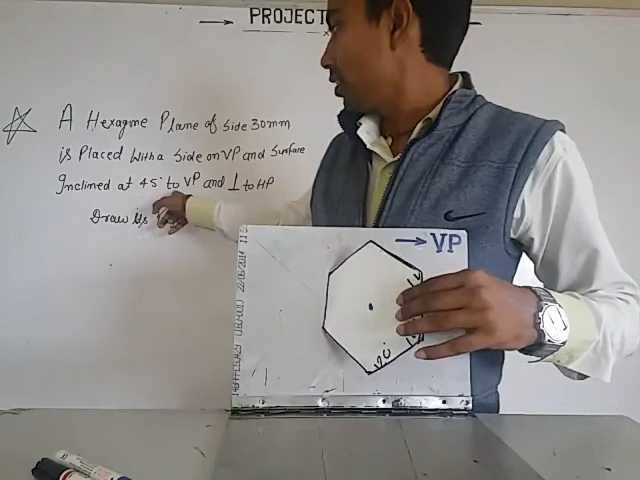 → PROJECT
A Hexagme Plane of Side 30mm
is Placed With a Side on VP and Surface
Inclined at 45° to VP and ⊥ to HP
Draw its
→ VP